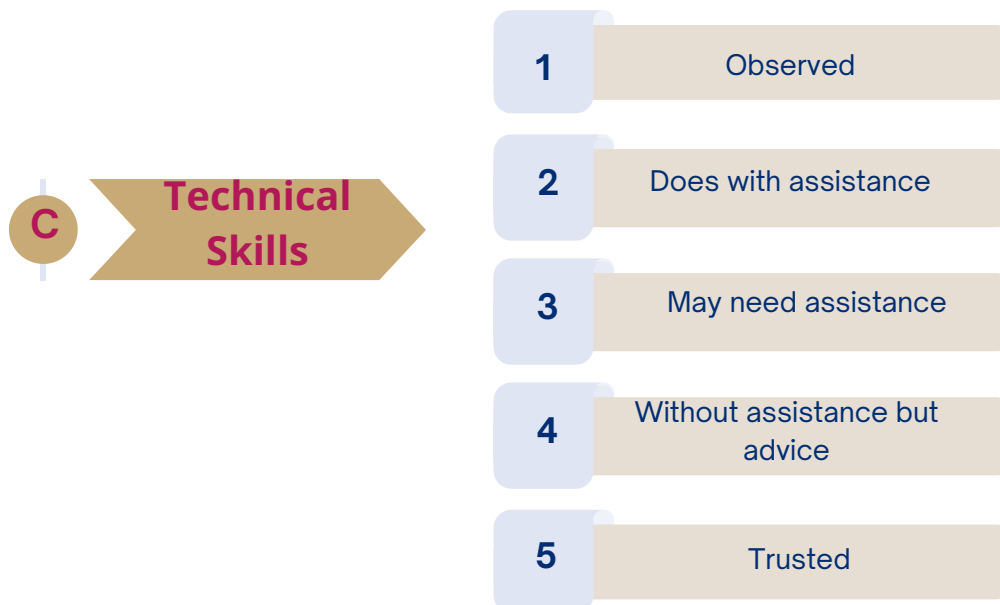 C
Technical
Skills
1
Observed
2
Does with assistance
3
May need assistance
4
Without assistance but
advice
5
Trusted